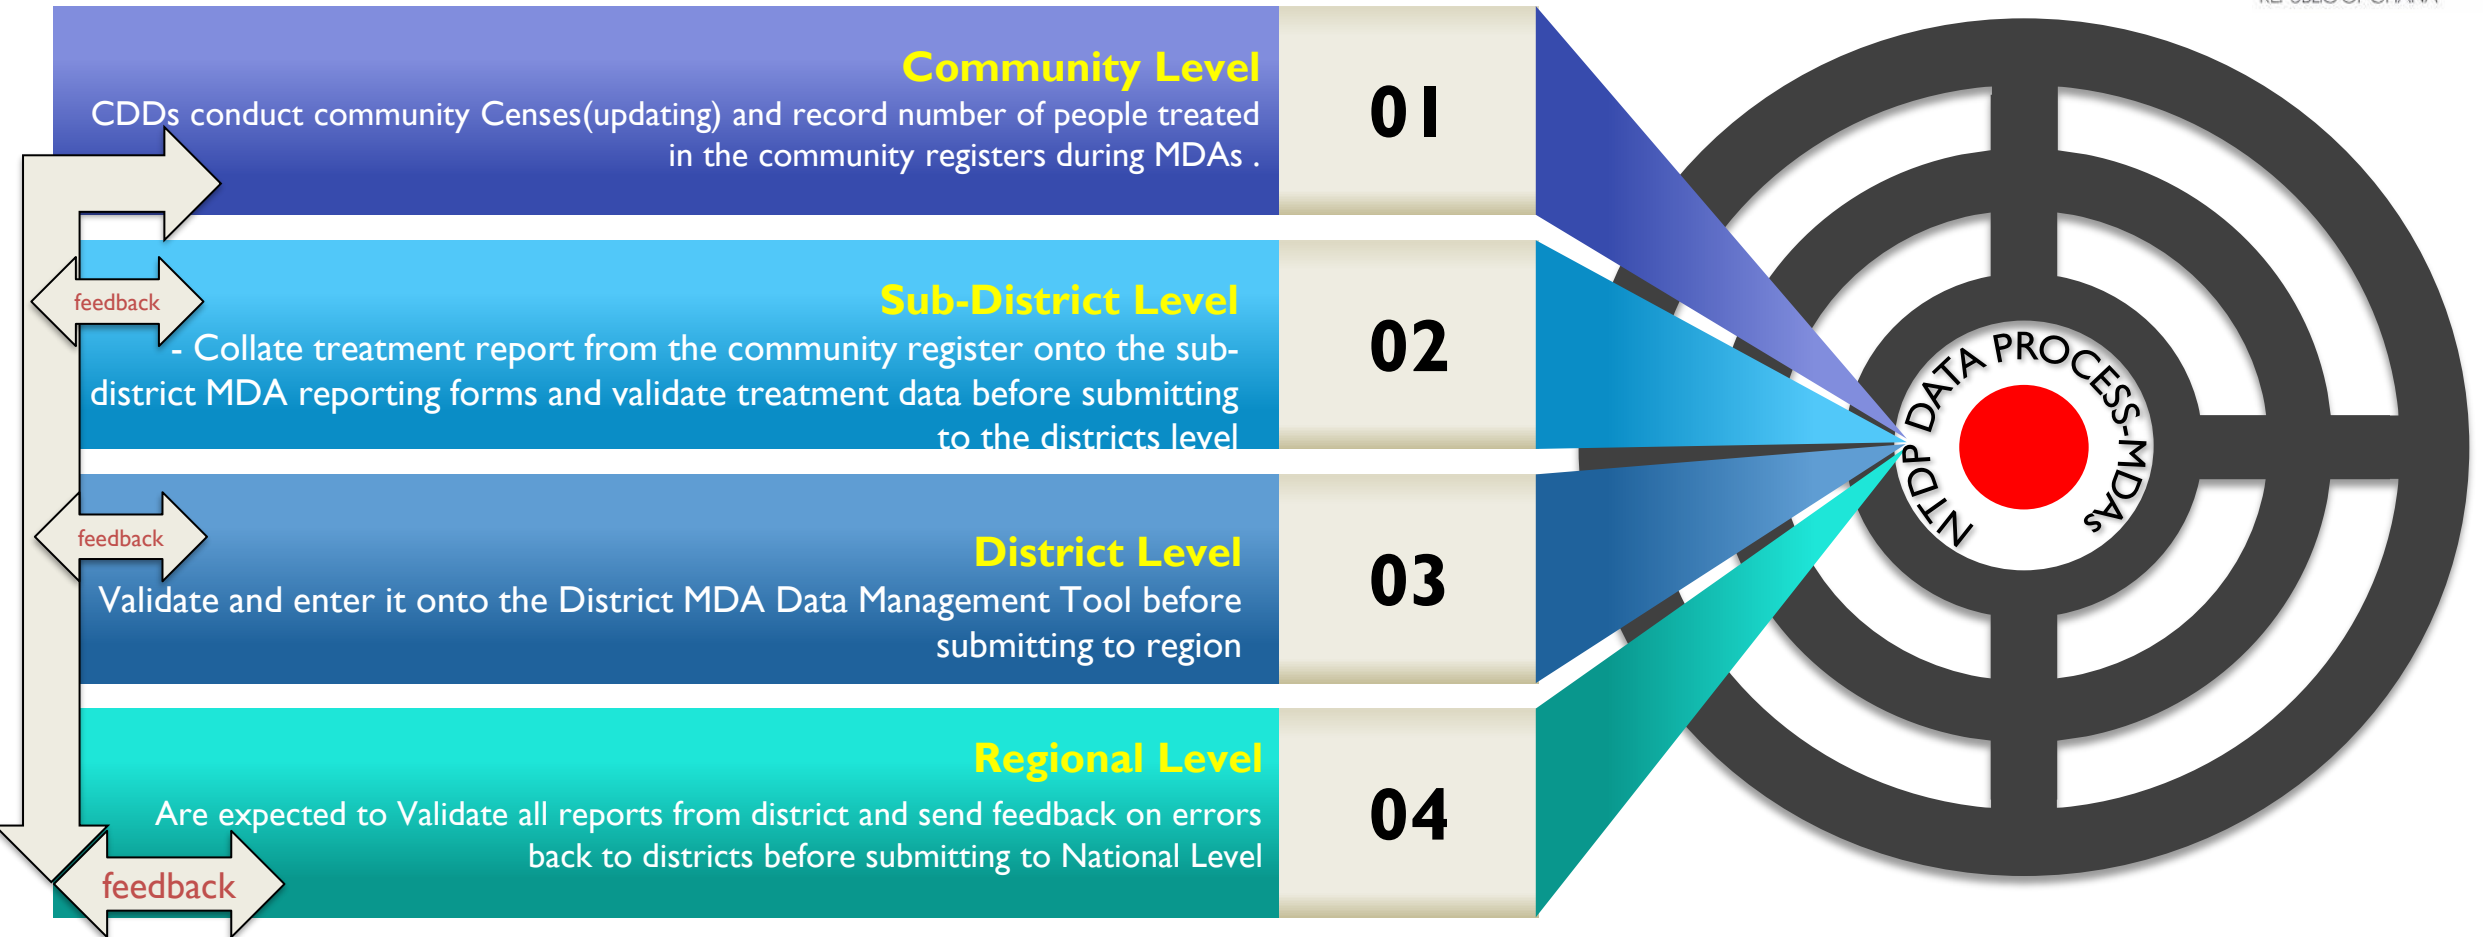 REPUBLIC OF GHANA
Community Level
CDDs conduct community Censes(updating) and record number of people treated
in the community registers during MDAs .
01
feedback
Sub-District Level
- Collate treatment report from the community register onto the sub-
district MDA reporting forms and validate treatment data before submitting
to the districts level
02
feedback
District Level
Validate and enter it onto the District MDA Data Management Tool before
submitting to region
03
Regional Level
Are expected to Validate all reports from district and send feedback on errors
back to districts before submitting to National Level
feedback
04
NTDP DATA PROCESS-MDAs